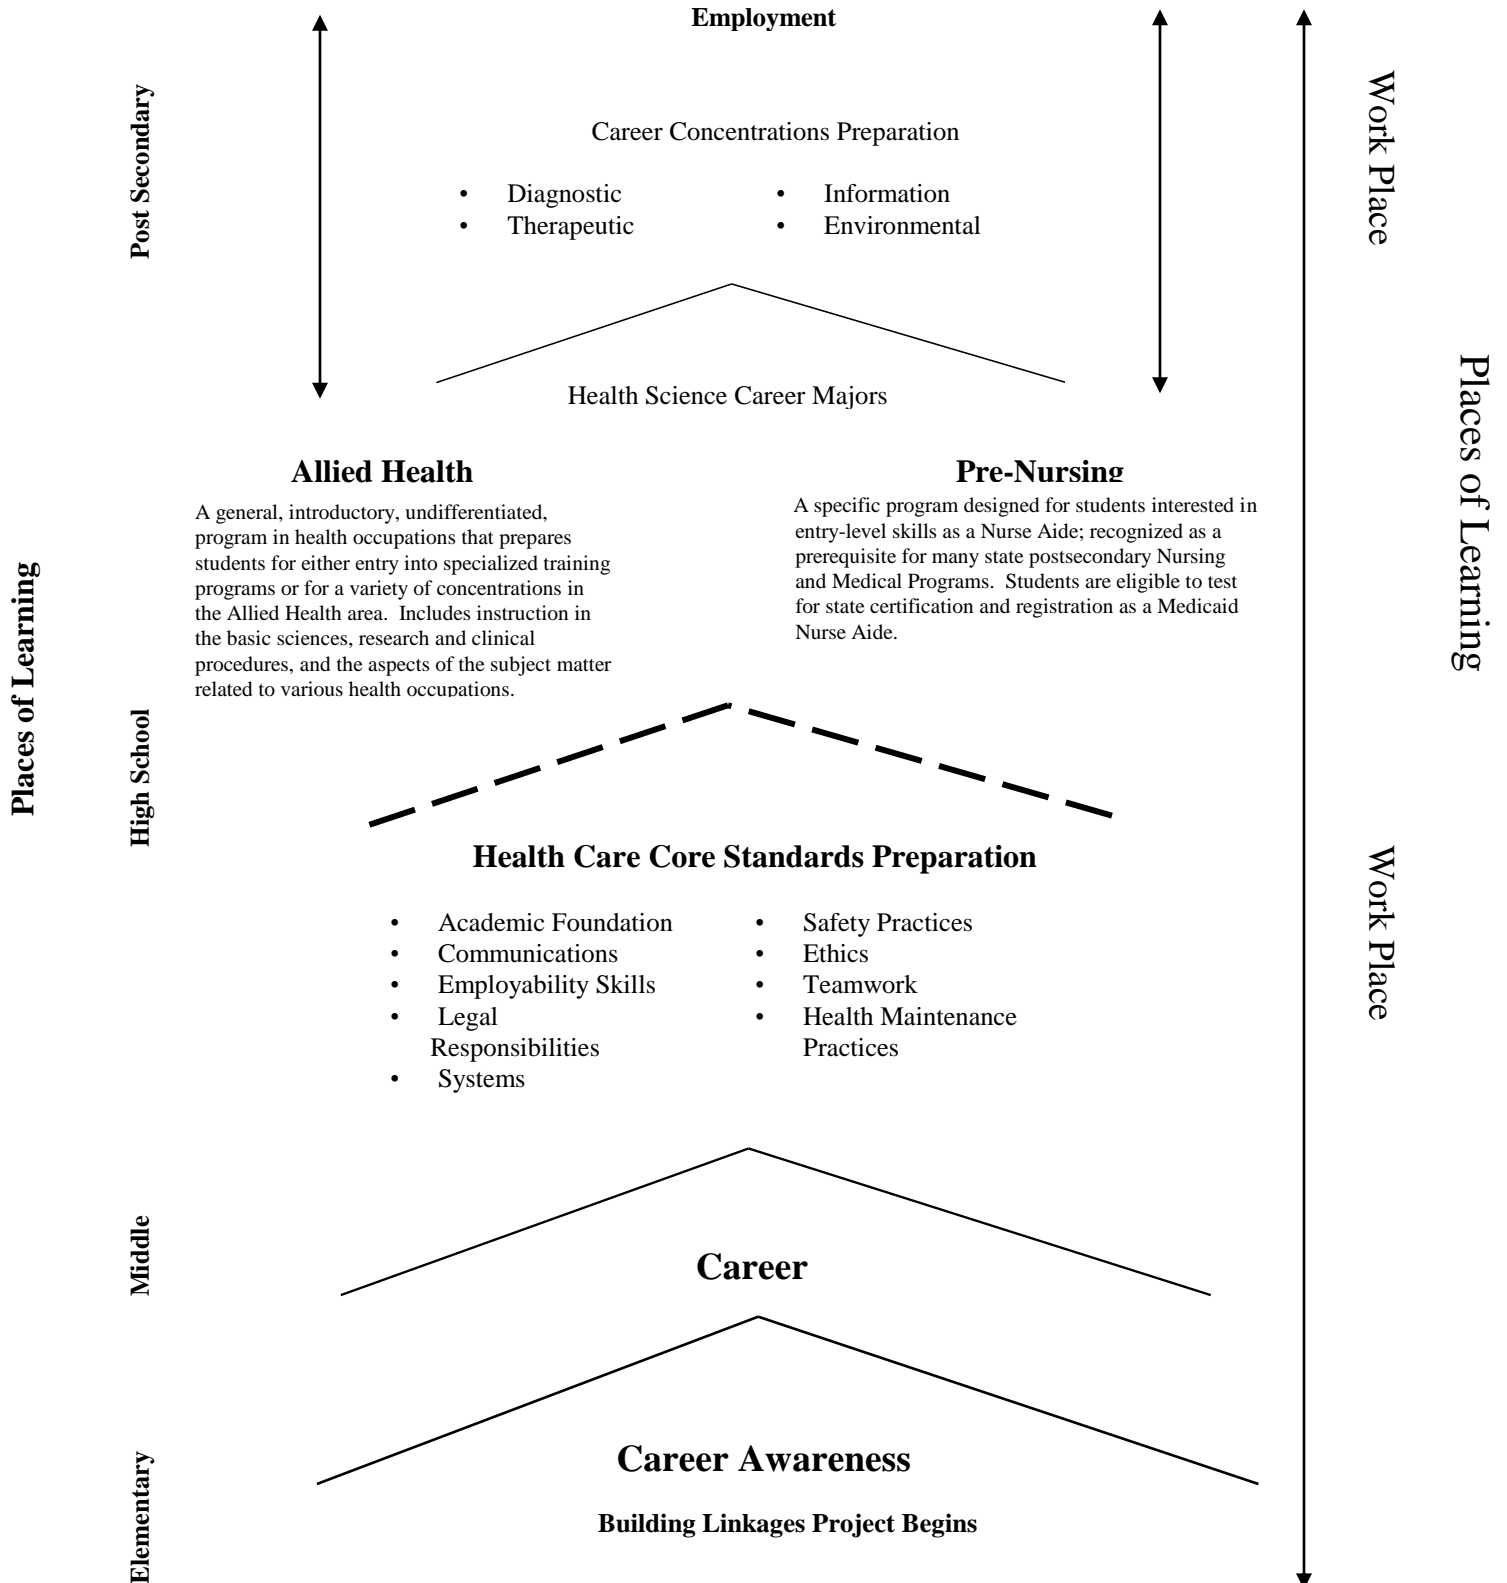 Employment
Post Secondary
Career Concentrations Preparation
• Diagnostic
• Therapeutic
• Information
• Environmental
Work Place
Health Science Career Majors
Places of Learning
Allied Health
A general, introductory, undifferentiated,
program in health occupations that prepares
students for either entry into specialized training
programs or for a variety of concentrations in
the Allied Health area. Includes instruction in
the basic sciences, research and clinical
procedures, and the aspects of the subject matter
related to various health occupations.
Pre-Nursing
A specific program designed for students interested in
entry-level skills as a Nurse Aide; recognized as a
prerequisite for many state postsecondary Nursing
and Medical Programs. Students are eligible to test
for state certification and registration as a Medicaid
Nurse Aide.
Places of Learning
High School
Health Care Core Standards Preparation
• Academic Foundation
• Communications
• Employability Skills
• Legal
Responsibilities
• Systems
• Safety Practices
• Ethics
• Teamwork
• Health Maintenance
Practices
Work Place
Middle
Career
Elementary
Career Awareness
Building Linkages Project Begins